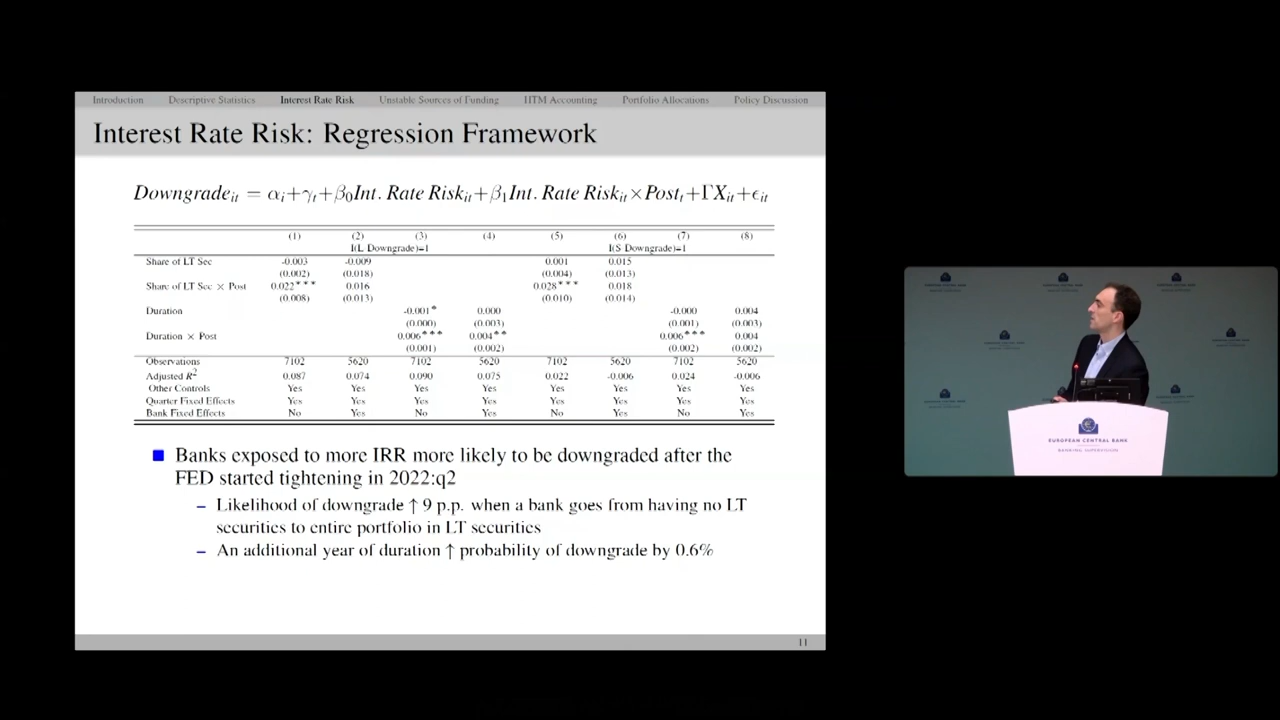 Introduction Descriptive Statistics Interest Rate Risk Unstable Sources of Funding HTM Accounting Portfolio Allocations Policy Discussion
Interest Rate Risk: Regression Framework
Downgrade_it = α_i+γ_t+β_0Int. Rate Risk_it+β_1Int. Rate Risk_it×Post_t+ΓX_it+ϵ_it
(1) (2) (3) (4) (5) (6) (7) (8)
I(L Downgrade)=1 I(S Downgrade)=1
Share of LT Sec -0.003 -0.009 0.001 0.015
(0.002) (0.018) (0.004) (0.013)
Share of LT Sec × Post 0.022*** 0.016 0.028*** 0.018
(0.008) (0.013) (0.010) (0.014)
Duration -0.001* 0.000 -0.000 0.004
(0.000) (0.003) (0.001) (0.003)
Duration × Post 0.006*** 0.004** 0.006*** 0.004
(0.001) (0.002) (0.002) (0.002)
Observations 7102 5620 7102 5620 7102 5620 7102 5620
Adjusted R² 0.087 0.074 0.090 0.075 0.022 -0.006 0.024 -0.006
Other Controls Yes Yes Yes Yes Yes Yes Yes Yes
Quarter Fixed Effects Yes Yes Yes Yes Yes Yes Yes Yes
Bank Fixed Effects No Yes No Yes No Yes No Yes
Banks exposed to more IRR more likely to be downgraded after the
FED started tightening in 2022:q2
– Likelihood of downgrade ↑ 9 p.p. when a bank goes from having no LT
securities to entire portfolio in LT securities
– An additional year of duration ↑ probability of downgrade by 0.6%
11
EUROPEAN CENTRAL BANK
BANKING SUPERVISION